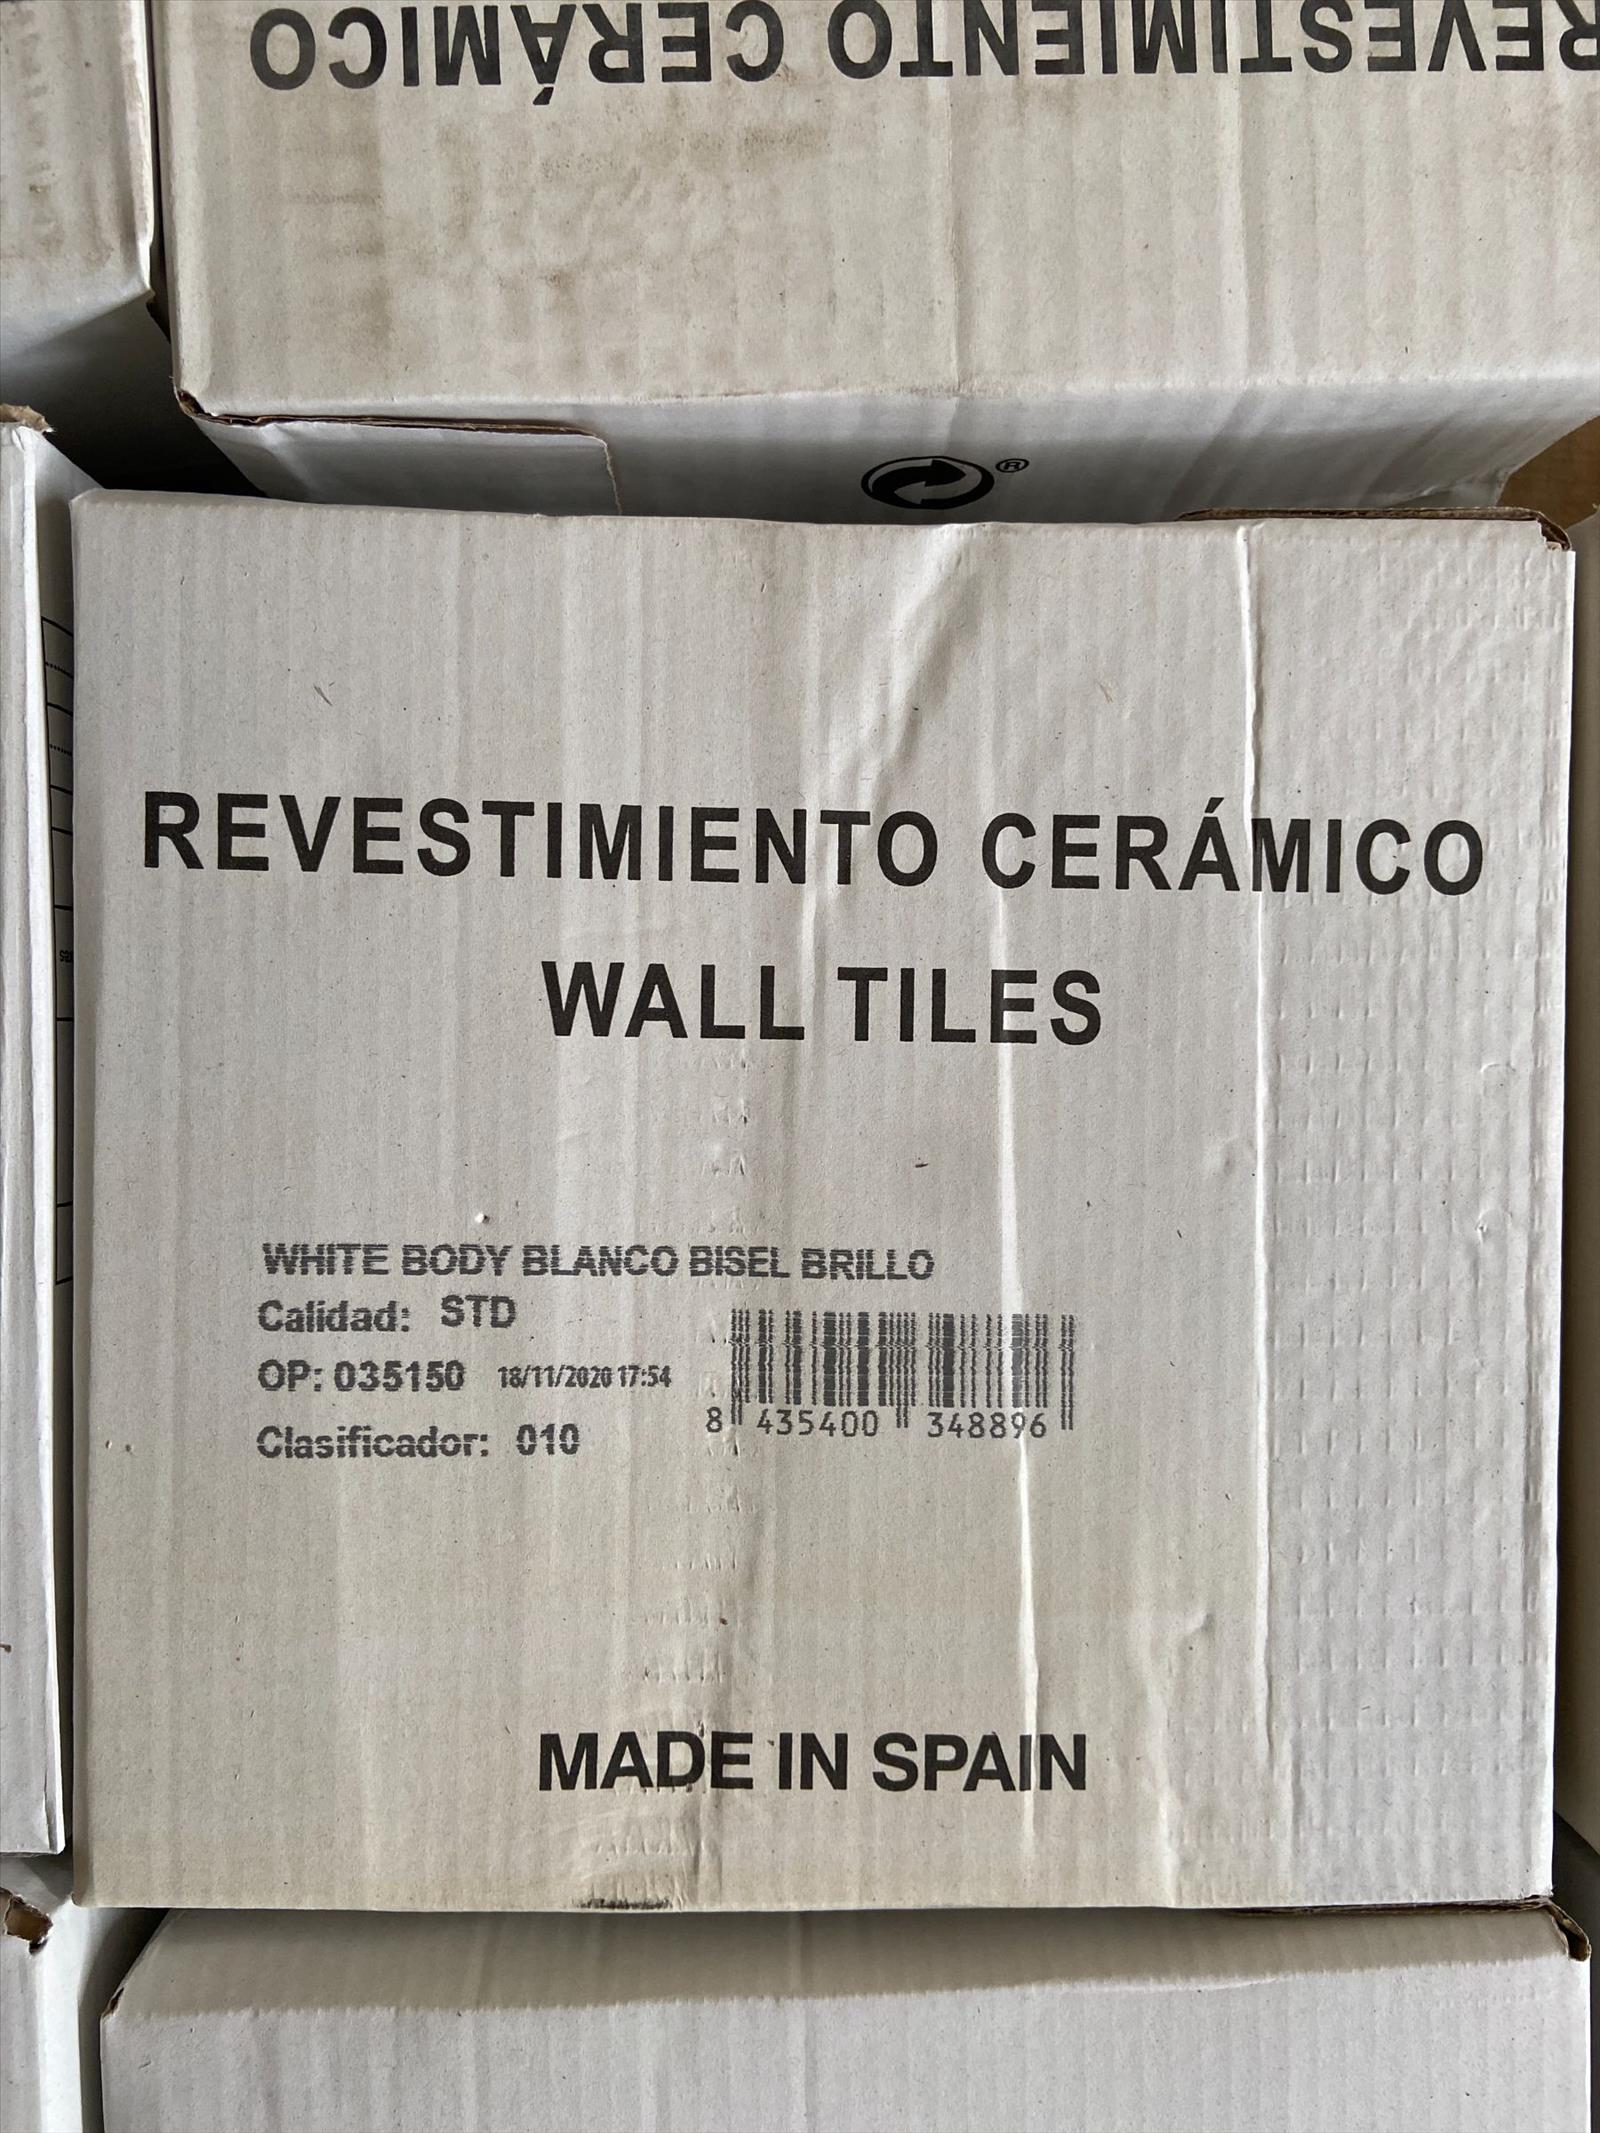 REVESTIMIENTO CERÁMICO
®
REVESTIMIENTO CERÁMICO
WALL TILES
WHITE BODY BLANCO BISEL BRILLO
Calidad: STD
OP: 035150 18/11/2020 17:54
Clasificador: 010
8 435400 348896
MADE IN SPAIN